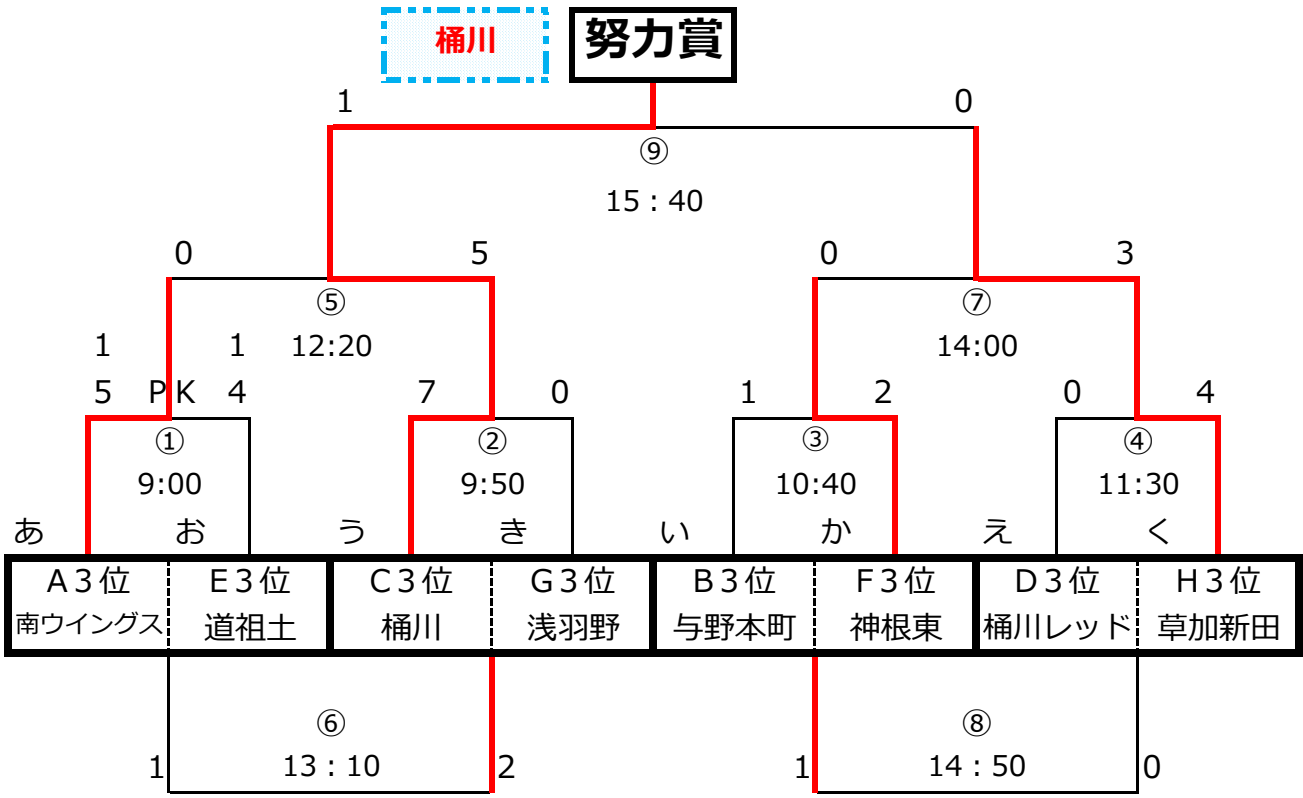 桶川 努力賞
1 0
⑨
15：40
0 5 0 3
⑤ ⑦
1 1 12:20 14:00
5 ＰＫ 4 7 0 1 2 0 4
① ② ③ ④
9:00 9:50 10:40 11:30
あ お う き い か え く
Ａ３位 Ｅ３位 Ｃ３位 Ｇ３位 Ｂ３位 Ｆ３位 Ｄ３位 Ｈ３位
南ウイングス 道祖土 桶川 浅羽野 与野本町 神根東 桶川レッド 草加新田
⑥ ⑧
1 13：10 2 1 14：50 0